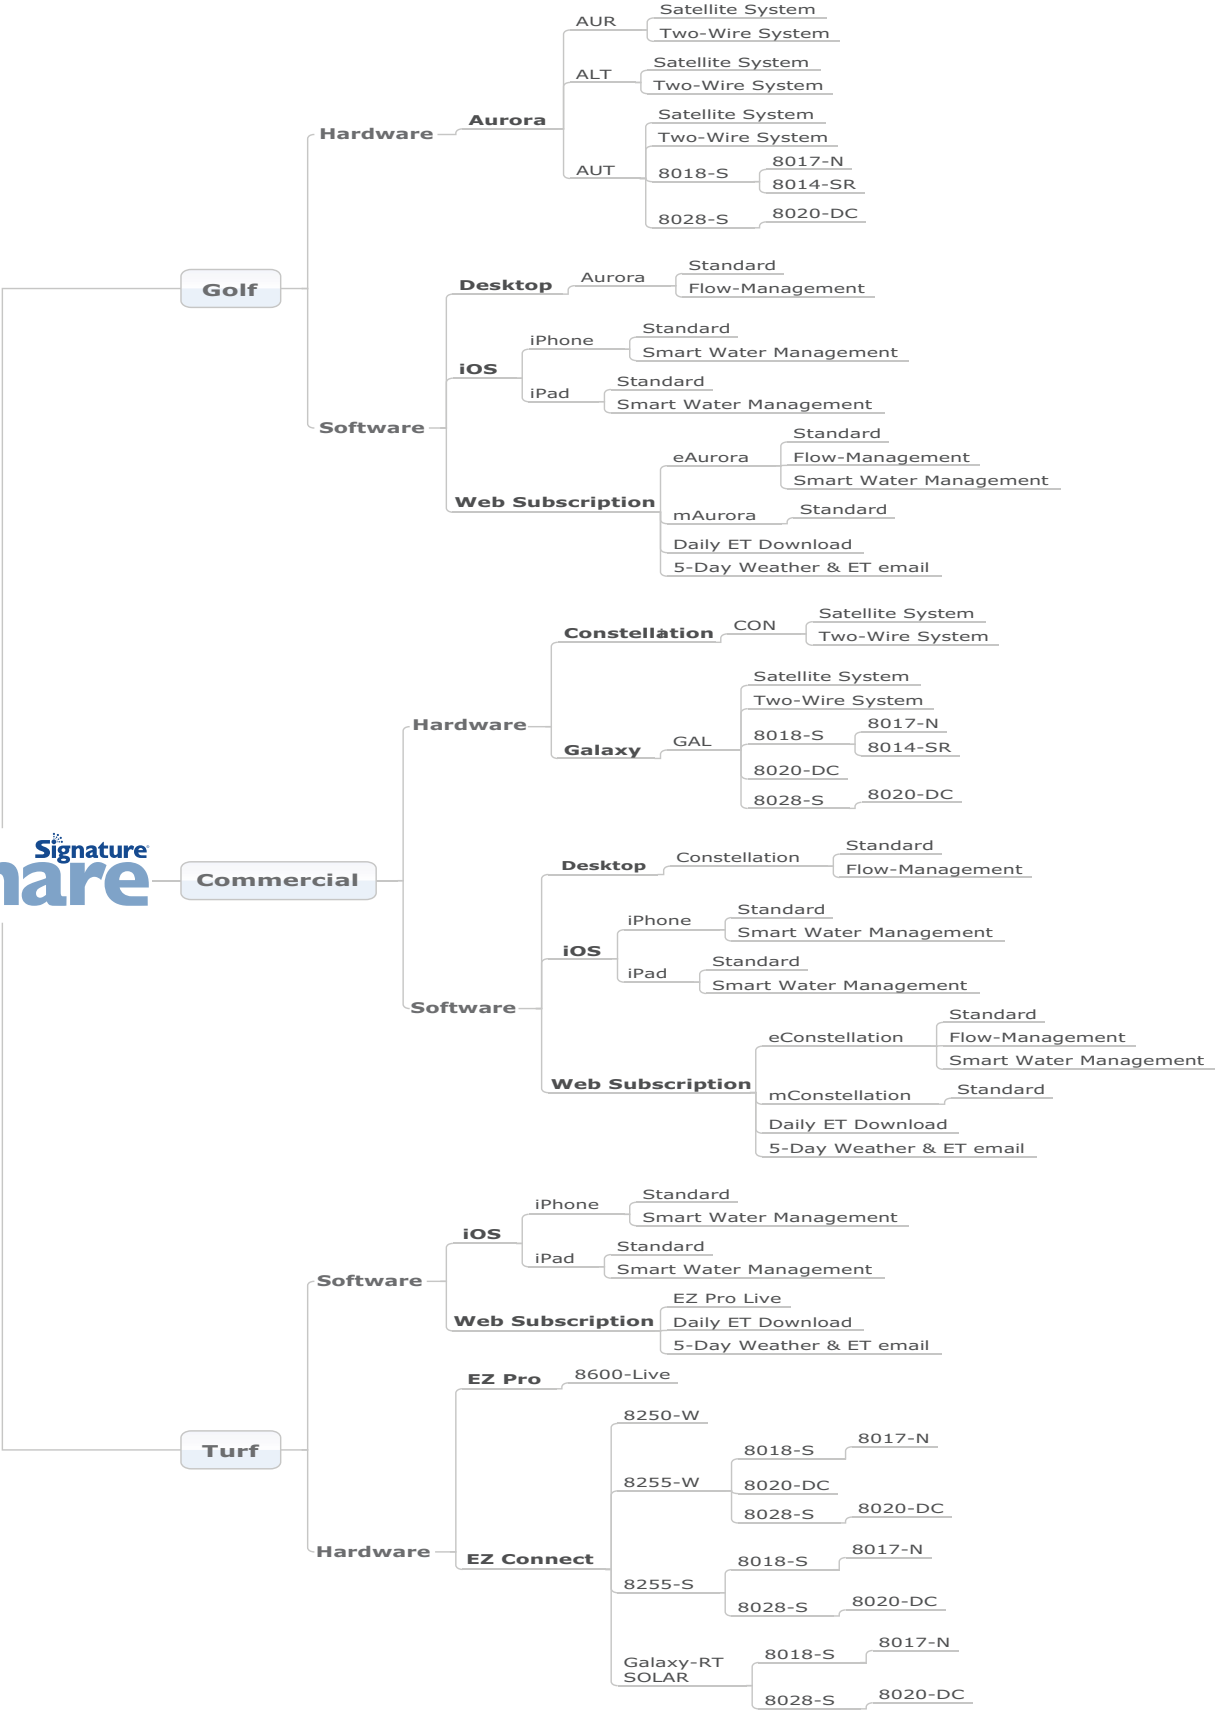 Satellite System
AUR
Two-Wire System
Satellite System
ALT
Two-Wire System
Satellite System
Aurora
Hardware
Two-Wire System
8017-N
AUT
8018-S
8014-SR
8020-DC
8028-S
Golf
Standard
Aurora
Desktop
Flow-Management
Standard
iPhone
Smart Water Management
iOS
Standard
iPad
Smart Water Management
Software
Standard
eAurora
Flow-Management
Smart Water Management
Web Subscription
Standard
mAurora
Daily ET Download
5-Day Weather & ET email
Satellite System
CON
Constellation
Two-Wire System
Satellite System
Two-Wire System
Hardware
8017-N
8018-S
GAL
8014-SR
Galaxy
8020-DC
8020-DC
8028-S
Signature
Commercial
Standard
Constellation
Desktop
Flow-Management
Standard
iPhone
Smart Water Management
iOS
Standard
iPad
Smart Water Management
Software
Standard
eConstellation
Flow-Management
Smart Water Management
Web Subscription
Standard
mConstellation
Daily ET Download
5-Day Weather & ET email
Standard
iPhone
Smart Water Management
iOS
Standard
iPad
Smart Water Management
Software
EZ Pro Live
Web Subscription
Daily ET Download
5-Day Weather & ET email
8600-Live
EZ Pro
Turf
8250-W
8017-N
8018-S
8255-W
8020-DC
8020-DC
8028-S
Hardware
EZ Connect
8017-N
8018-S
8255-S
8020-DC
8028-S
8017-N
8018-S
Galaxy-RT
SOLAR
8020-DC
8028-S